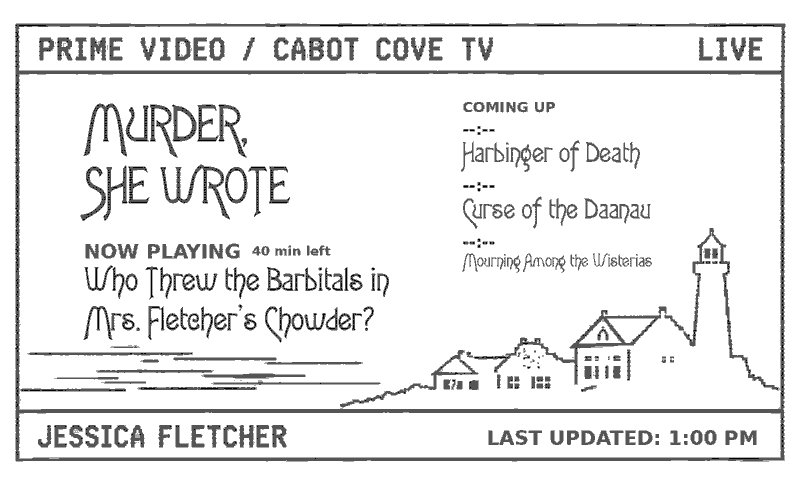 PRIME VIDEO / CABOT COVE TV
LIVE
MURDER,
SHE WROTE
NOW PLAYING 40 min left
Who Threw the Barbitals in
Mrs. Fletcher's Chowder?
COMING UP
--:--
Harbinger of Death
--:--
Curse of the Daanau
--:--
Mourning Among the Wisterias
JESSICA FLETCHER
LAST UPDATED: 1:00 PM